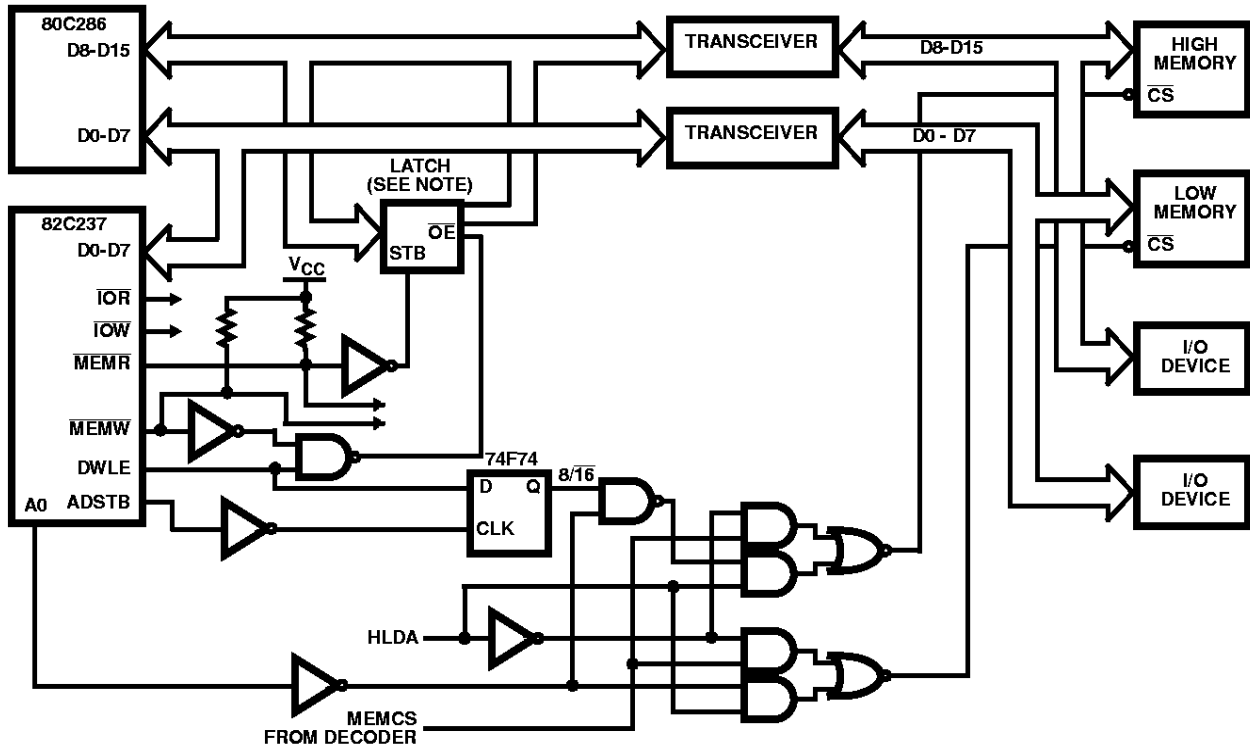 80C286
D8-D15
D0-D7
TRANSCEIVER
D8-D15
HIGH
MEMORY
CS
TRANSCEIVER
D0 - D7
LATCH
(SEE NOTE)
OE
STB
LOW
MEMORY
CS
82C237
D0-D7
IOR
IOW
MEMR
MEMW
DWLE
ADSTB
A0
VCC
I/O
DEVICE
I/O
DEVICE
74F74
D Q
CLK
8/16
HLDA
MEMCS
FROM DECODER